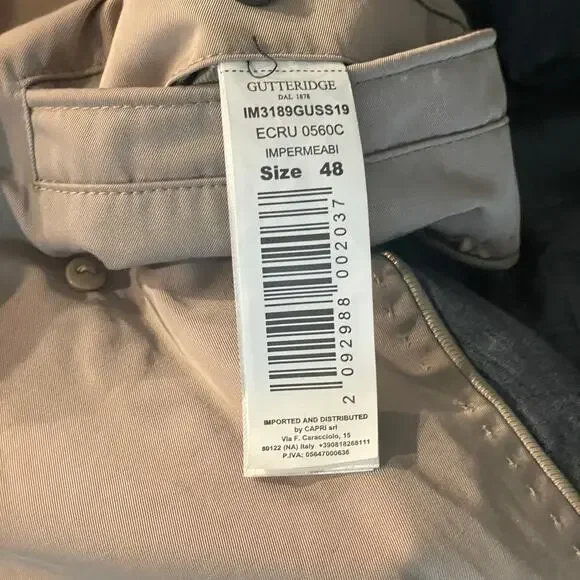 GUTTERIDGE
DAL 1878
IM3189GUSS19
ECRU 0560C
IMPERMEABI
Size 48
2 092988 002037
IMPORTED AND DISTRIBUTED
by CAPRI srl
Via F. Caracciolo, 15
80122 (NA) Italy +390818268111
P.IVA: 05647000636